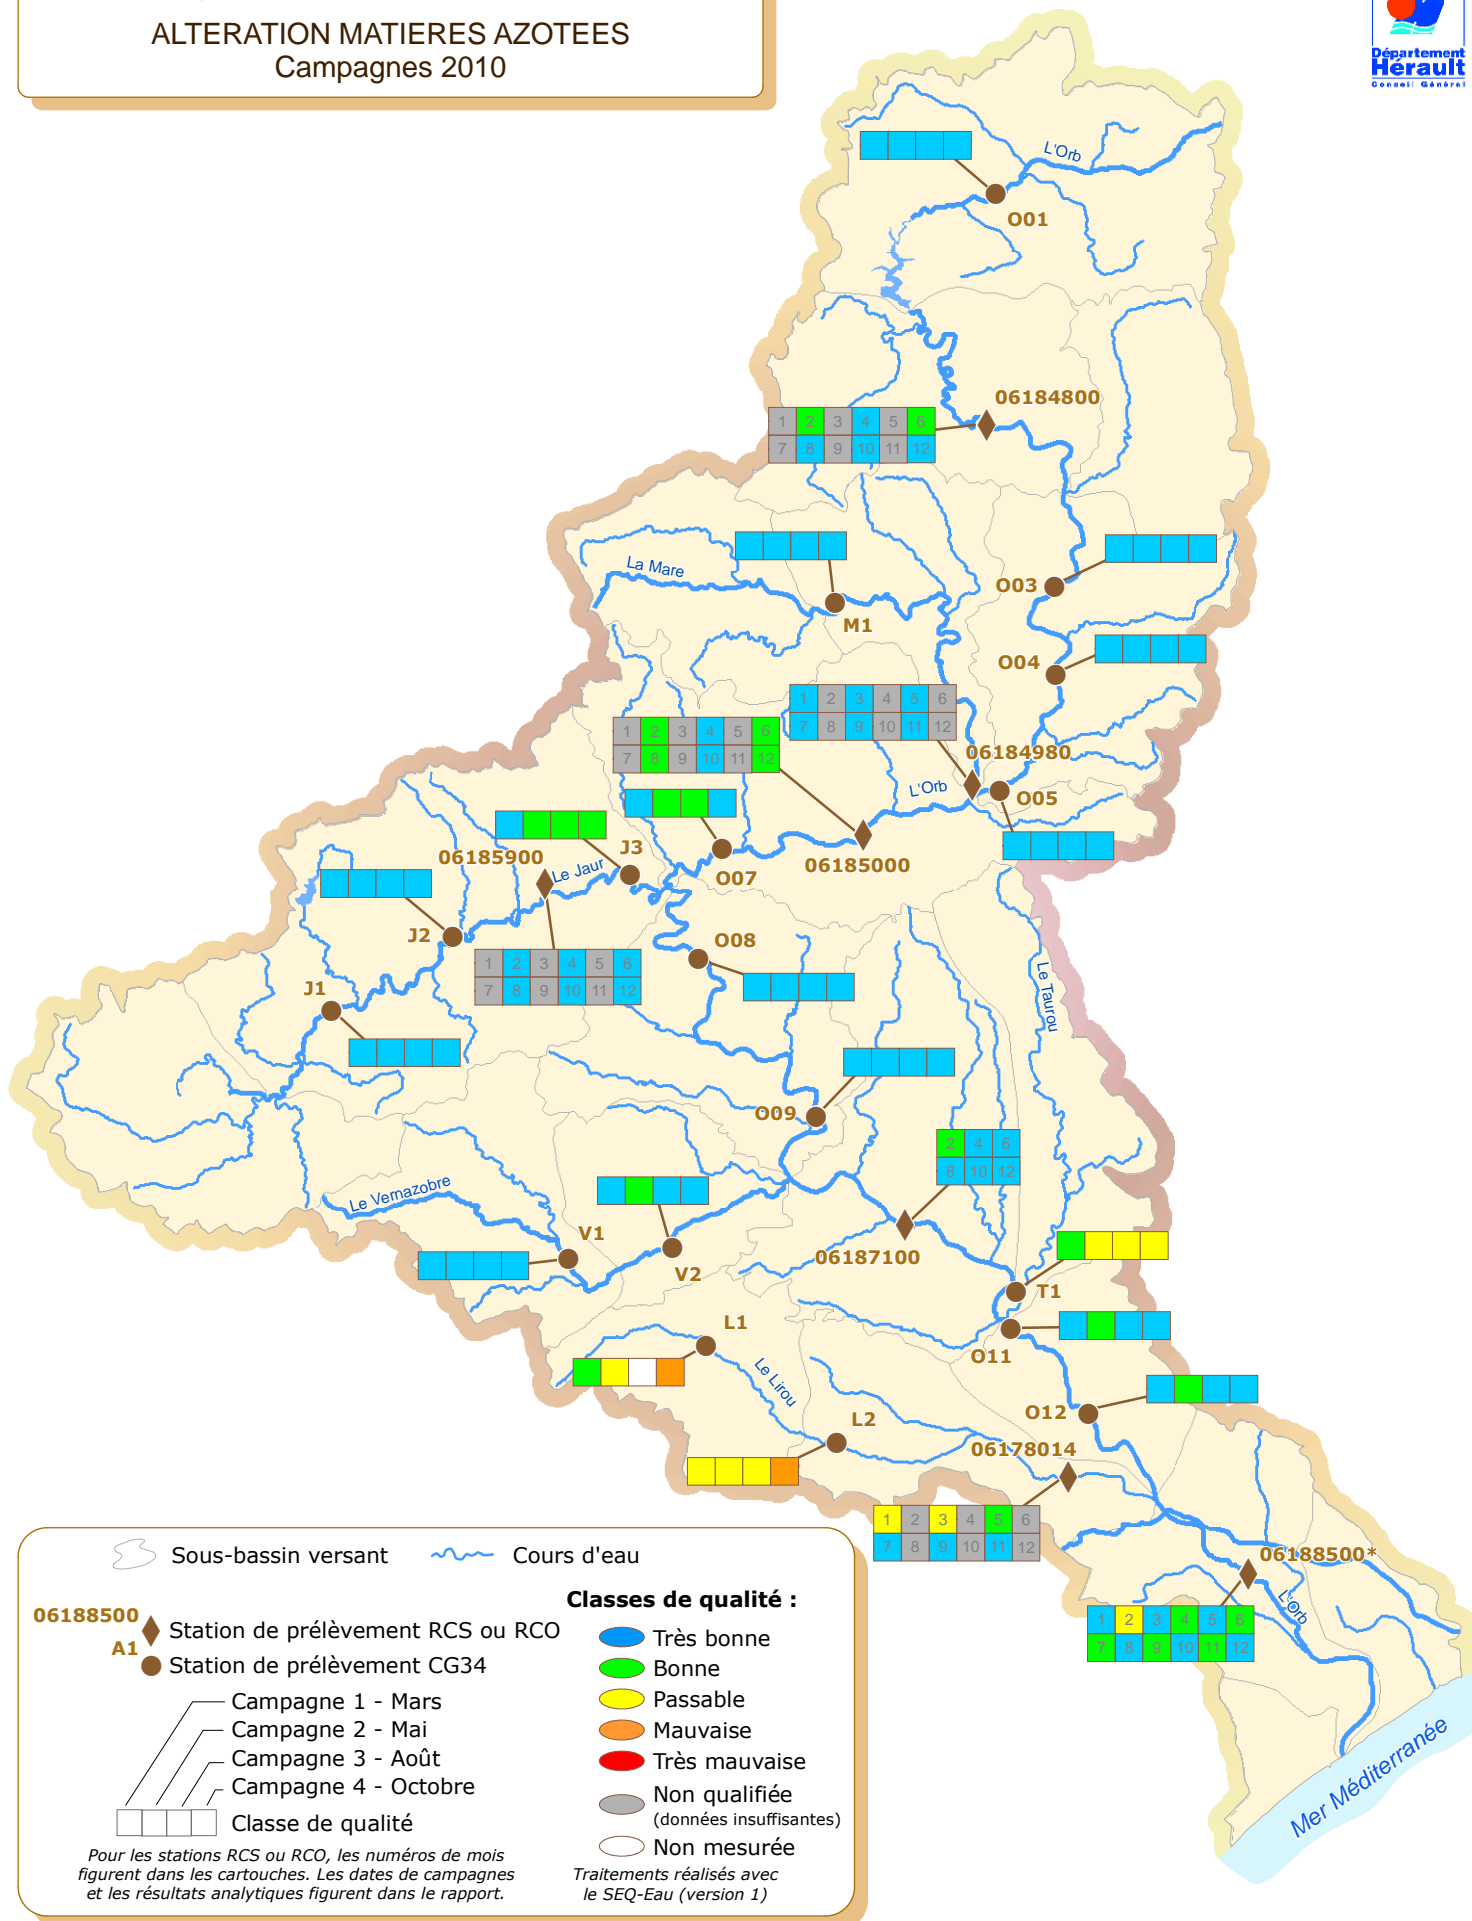 ALTERATION MATIERES AZOTEES
Campagnes 2010
Département
Hérault
Conseil Général
L'Orb
O01
06184800
1 2 3 4 5 6
7 8 9 10 11 12
La Mare
M1
O03
O04
1 2 3 4 5 6
7 8 9 10 11 12
1 2 3 4 5 6
7 8 9 10 11 12
06184980
L'Orb
O05
06185000
O07
J3
06185900
Le Jaur
J2
O08
1 2 3 4 5 6
7 8 9 10 11 12
J1
Le Taurou
O09
2 4 6
8 10 12
Le Vernazobre
V1
V2
06187100
T1
L1
O11
Le Lirou
L2
O12
06178014
1 2 3 4 5 6
7 8 9 10 11 12
06188500*
L'Orb
1 2 3 4 5 6
7 8 9 10 11 12
Mer Méditerranée
Sous-bassin versant
Cours d'eau
06188500
Station de prélèvement RCS ou RCO
A1
Station de prélèvement CG34
Campagne 1 - Mars
Campagne 2 - Mai
Campagne 3 - Août
Campagne 4 - Octobre
Classe de qualité
Pour les stations RCS ou RCO, les numéros de mois
figurent dans les cartouches. Les dates de campagnes
et les résultats analytiques figurent dans le rapport.
Classes de qualité :
Très bonne
Bonne
Passable
Mauvaise
Très mauvaise
Non qualifiée
(données insuffisantes)
Non mesurée
Traitements réalisés avec
le SEQ-Eau (version 1)